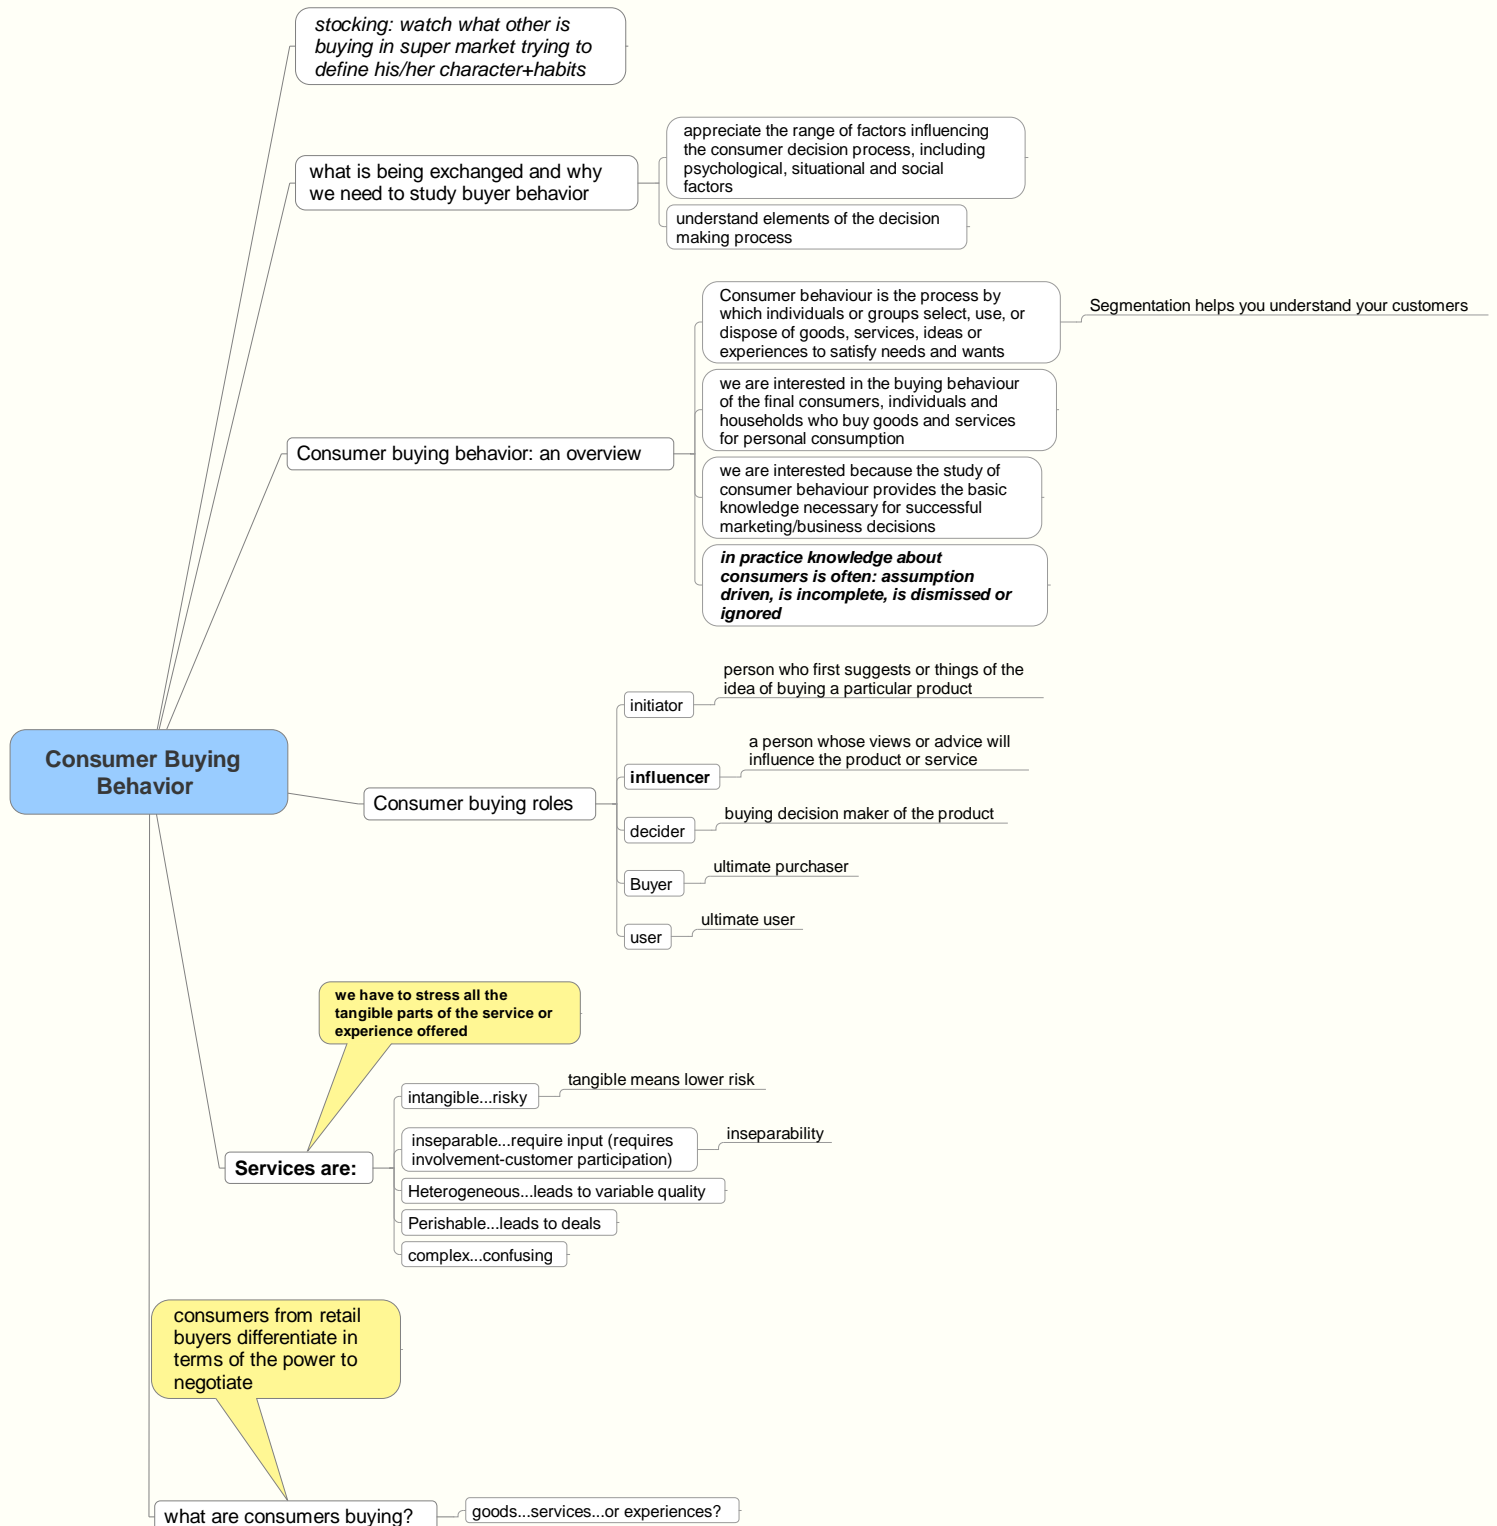 stocking: watch what other is
buying in super market trying to
define his/her character+habits
what is being exchanged and why
we need to study buyer behavior
appreciate the range of factors influencing
the consumer decision process, including
psychological, situational and social
factors
understand elements of the decision
making process
Consumer buying behavior: an overview
Consumer behaviour is the process by
which individuals or groups select, use, or
dispose of goods, services, ideas or
experiences to satisfy needs and wants
Segmentation helps you understand your customers
we are interested in the buying behaviour
of the final consumers, individuals and
households who buy goods and services
for personal consumption
we are interested because the study of
consumer behaviour provides the basic
knowledge necessary for successful
marketing/business decisions
in practice knowledge about
consumers is often: assumption
driven, is incomplete, is dismissed or
ignored
Consumer Buying
Behavior
Consumer buying roles
initiator
person who first suggests or things of the
idea of buying a particular product
influencer
a person whose views or advice will
influence the product or service
decider
buying decision maker of the product
Buyer
ultimate purchaser
user
ultimate user
we have to stress all the
tangible parts of the service or
experience offered
Services are:
intangible...risky
tangible means lower risk
inseparable...require input (requires
involvement-customer participation)
inseparability
Heterogeneous...leads to variable quality
Perishable...leads to deals
complex...confusing
consumers from retail
buyers differentiate in
terms of the power to
negotiate
what are consumers buying?
goods...services...or experiences?